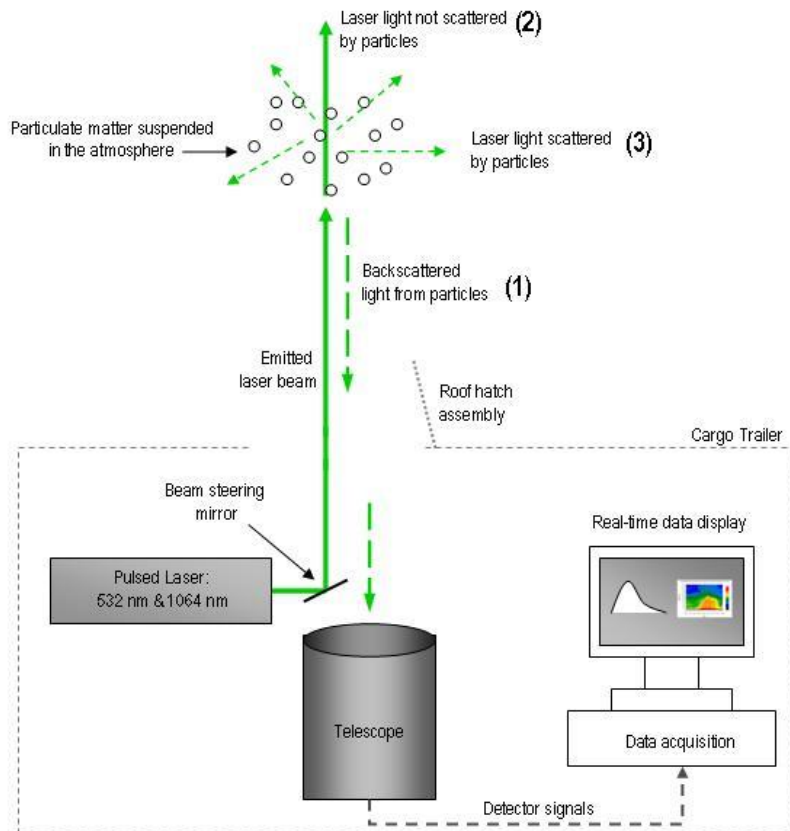 Laser light not scattered (2)
by particles
Particulate matter suspended
in the atmosphere
Laser light scattered (3)
by particles
Backscattered
light from particles (1)
Emitted
laser beam
Roof hatch
assembly
Cargo Trailer
Beam steering
mirror
Real-time data display
Pulsed Laser:
532 nm &1064 nm
Telescope
Data acquisition
Detector signals